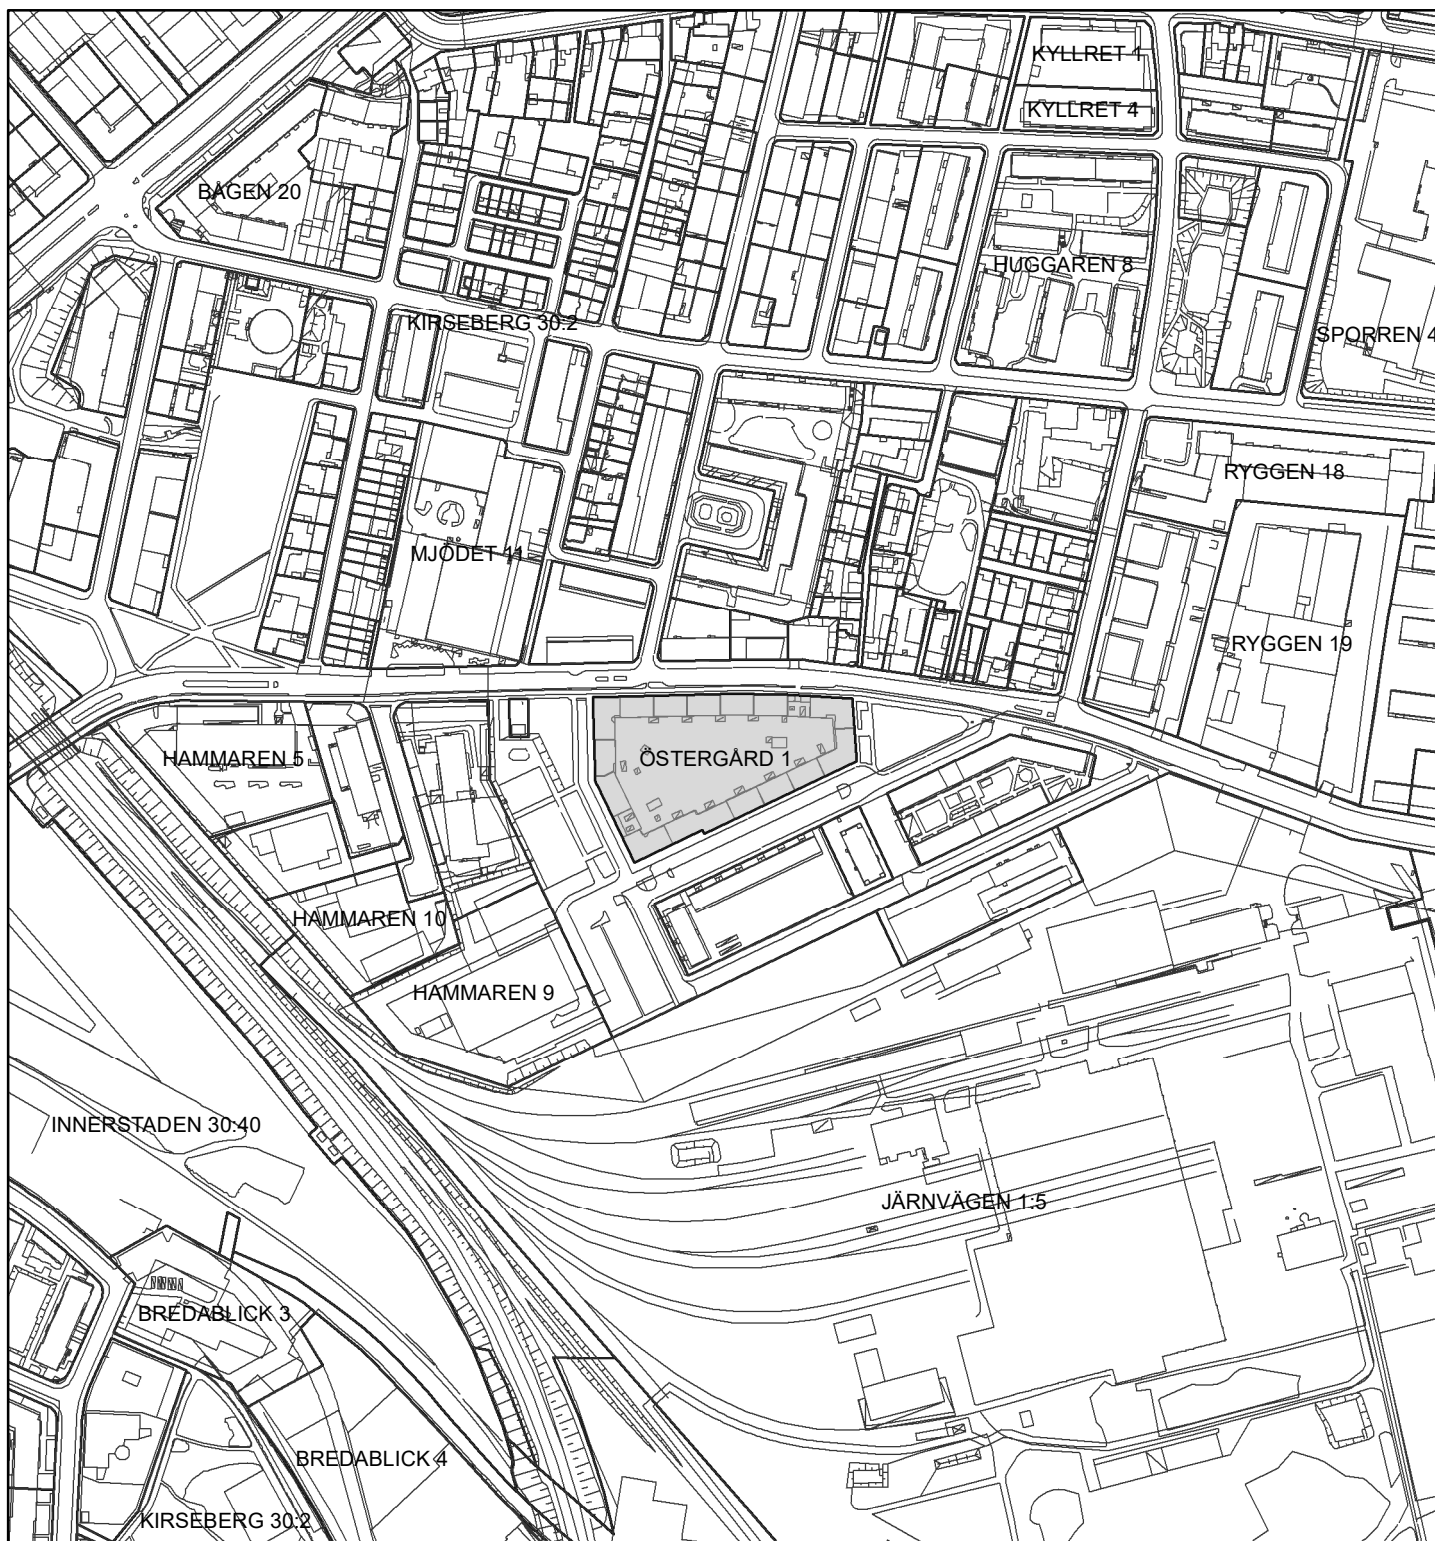 KYLLRET 1
KYLLRET 4
BÅGEN 20
HUGGAREN 8
KIRSEBERG 30:2
SPORREN 4
RYGGEN 18
MJÖDET 11
RYGGEN 19
HAMMAREN 5
ÖSTERGÅRD 1
HAMMAREN 10
HAMMAREN 9
INNERSTADEN 30:40
JÄRNVÄGEN 1:5
BREDABLICK 3
BREDABLICK 4
KIRSEBERG 30:2